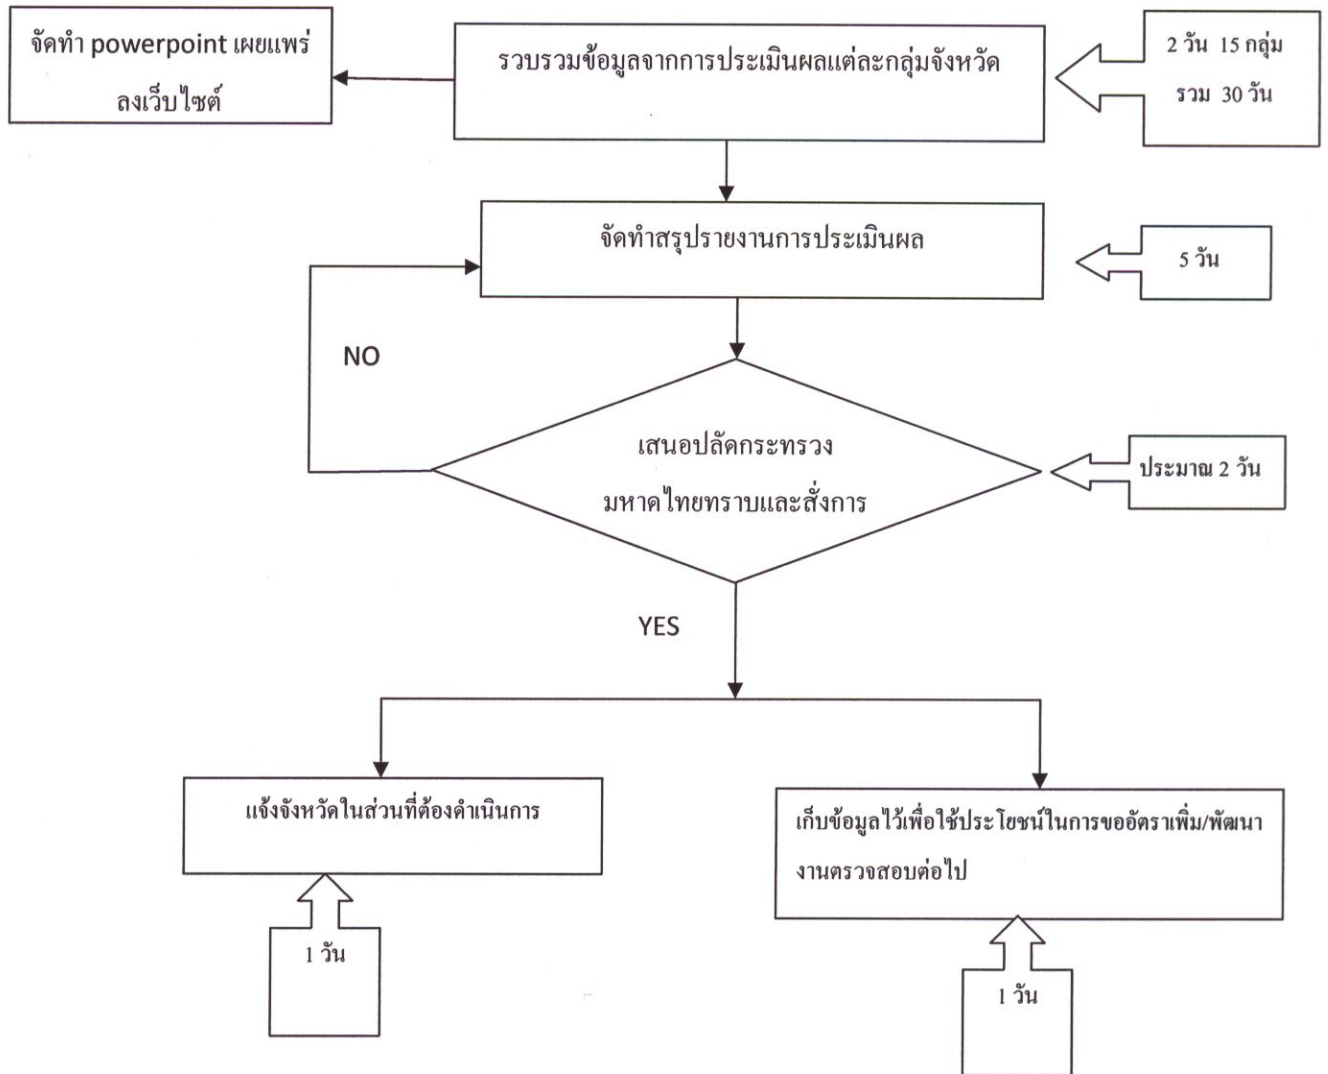 จัดทำ powerpoint เผยแพร่
ลงเว็บไซต์
รวบรวมข้อมูลจากการประเมินผลแต่ละกลุ่มจังหวัด
2 วัน 15 กลุ่ม
รวม 30 วัน
จัดทำสรุปรายงานการประเมินผล
5 วัน
NO
เสนอปลัดกระทรวง
มหาดไทยทราบและสั่งการ
ประมาณ 2 วัน
YES
แจ้งจังหวัดในส่วนที่ต้องดำเนินการ
เก็บข้อมูลไว้เพื่อใช้ประโยชน์ในการขออัตราเพิ่ม/พัฒนา
งานตรวจสอบต่อไป
1 วัน
1 วัน